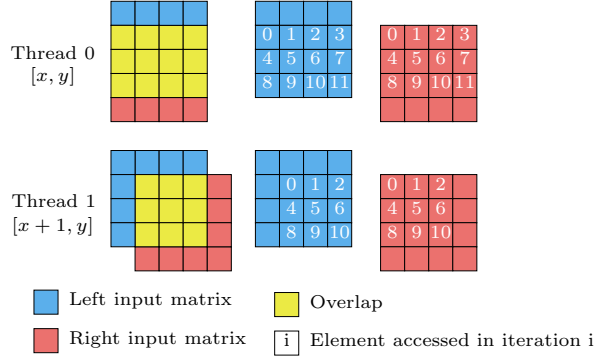 Thread 0
[x, y]
0 1 2 3
4 5 6 7
8 9 10 11
0 1 2 3
4 5 6 7
8 9 10 11
Thread 1
[x + 1, y]
0 1 2
4 5 6
8 9 10
0 1 2
4 5 6
8 9 10
Left input matrix
Overlap
Right input matrix
i Element accessed in iteration i